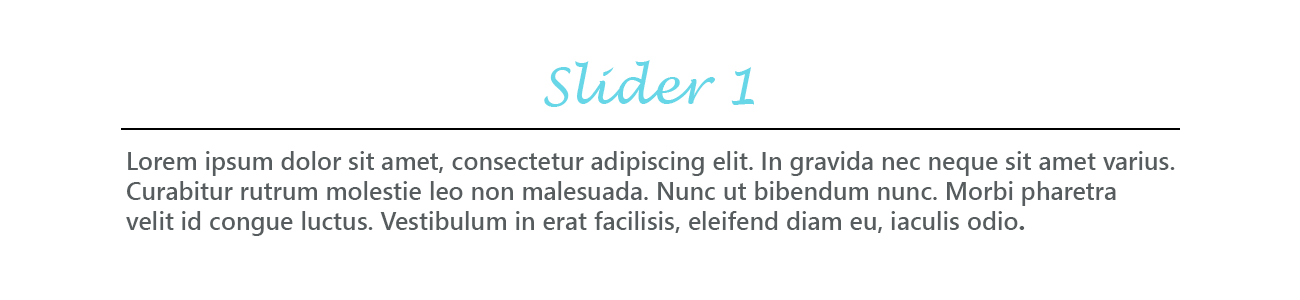 Slider 1
Lorem ipsum dolor sit amet, consectetur adipiscing elit. In gravida nec neque sit amet varius.
Curabitur rutrum molestie leo non malesuada. Nunc ut bibendum nunc. Morbi pharetra
velit id congue luctus. Vestibulum in erat facilisis, eleifend diam eu, iaculis odio.